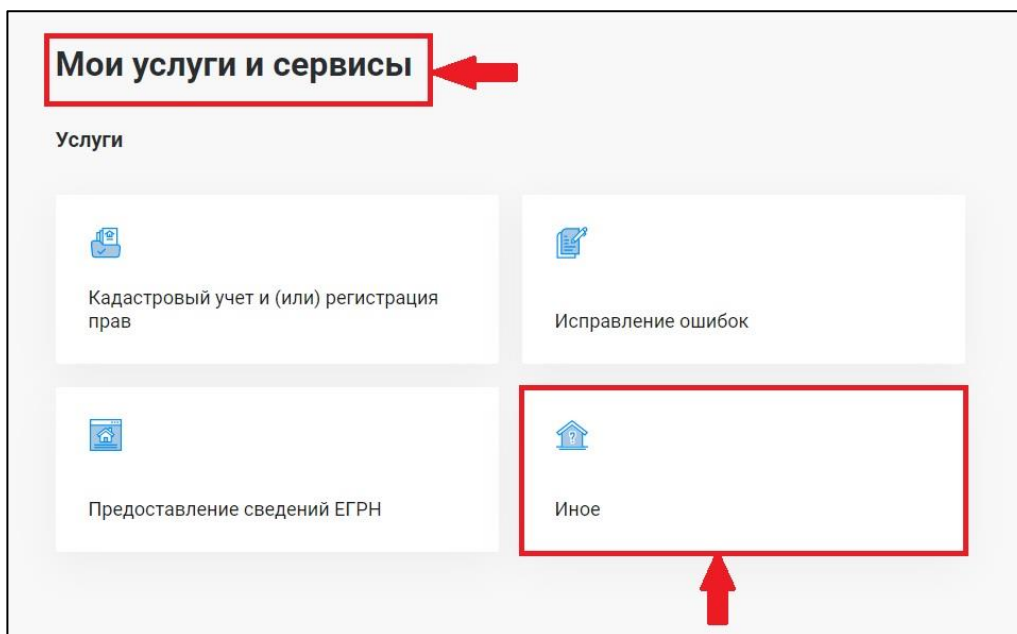 Мои услуги и сервисы
Услуги
Кадастровый учет и (или) регистрация
прав
Исправление ошибок
Предоставление сведений ЕГРН
Иное